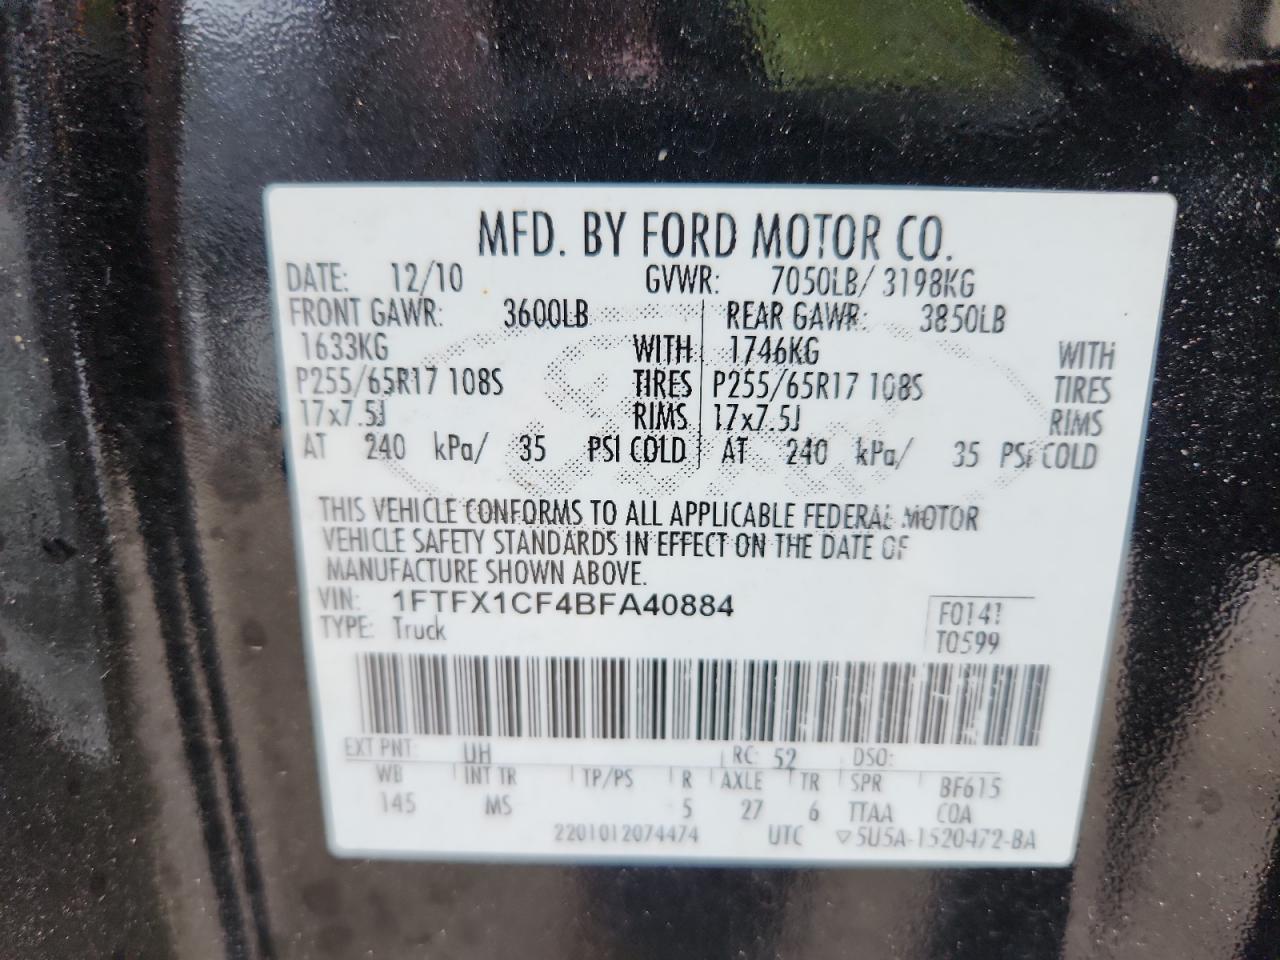 MFD. BY FORD MOTOR CO.
DATE: 12/10 GVWR: 7050LB/ 3198KG
FRONT GAWR: 3600LB REAR GAWR: 3850LB
1633KG WITH 1746KG WITH
P255/65R17 108S TIRES P255/65R17 108S TIRES
17x7.5J RIMS 17x7.5J RIMS
AT 240 kPa/ 35 PSI COLD AT 240 kPa/ 35 PSI COLD
THIS VEHICLE CONFORMS TO ALL APPLICABLE FEDERAL MOTOR
VEHICLE SAFETY STANDARDS IN EFFECT ON THE DATE OF
MANUFACTURE SHOWN ABOVE.
VIN: 1FTFX1CF4BFA40884
TYPE: Truck
F0141
T0599
EXT PNT: UH RC: 52 DSO:
WB INT TR TP/PS R AXLE TR SPR BF615
145 MS 5 27 6 TTAA COA
2201012074474 UTC ▽5U5A-1520472-BA